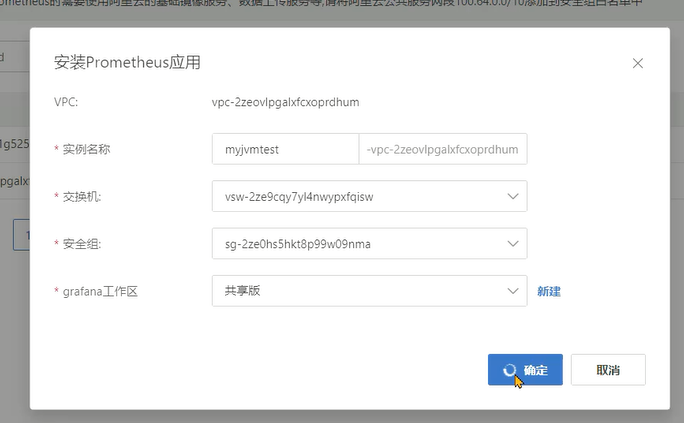 ometheus的需要使用阿里云的基础镜像服务、数据上传服务等,请将阿里云公共服务网段100.64.0.0/10添加到安全组白名单中
安装Prometheus应用
VPC: vpc-2zeovlpgalxfcxoprdhum
* 实例名称 myjvmtest -vpc-2zeovlpgalxfcxoprdhum
* 交换机: vsw-2ze9cqy7yl4nwypxfqisw
* 安全组: sg-2ze0hs5hkt8p99w09nma
* grafana工作区 共享版 新建
确定 取消